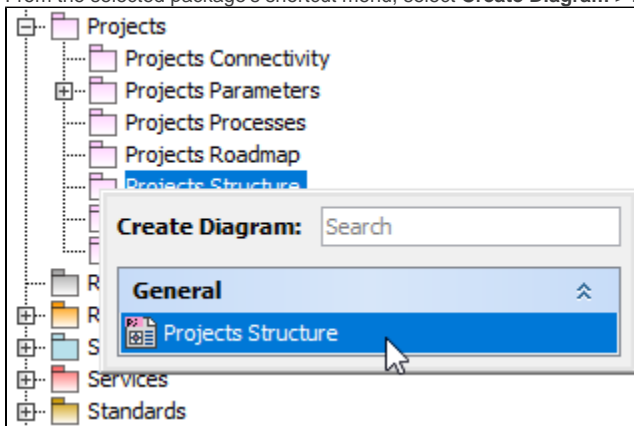 From the selected package's shortcut menu, select Create Diagram >
Projects
Projects Connectivity
Projects Parameters
Projects Processes
Projects Roadmap
Projects Structure
Create Diagram: Search
R
General
R
Projects Structure
S
Services
Standards